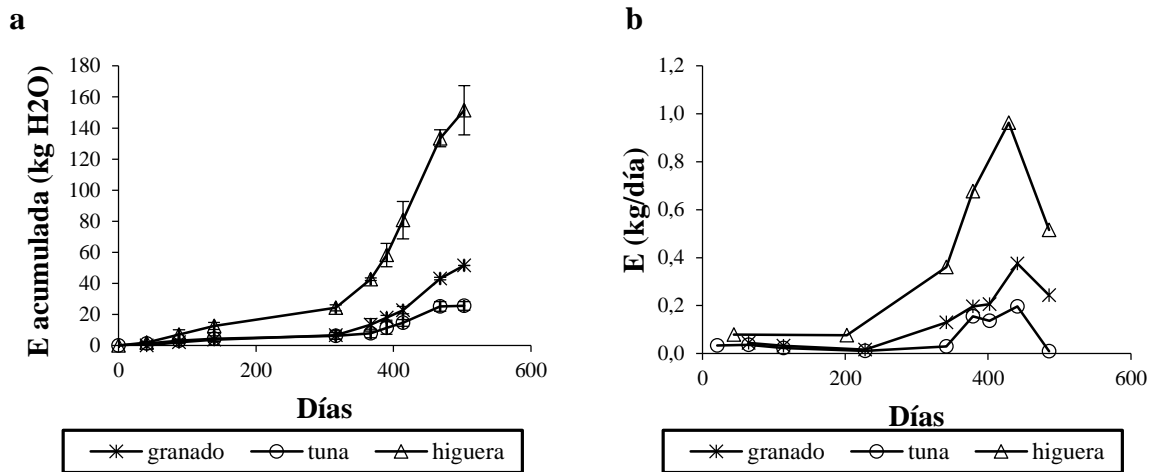 a
E acumulada (kg H2O)
180
160
140
120
100
80
60
40
20
0
0 200 400 600
Días
granado tuna higuera
b
E (kg/día)
1,2
1,0
0,8
0,6
0,4
0,2
0,0
0 200 400 600
Días
granado tuna higuera